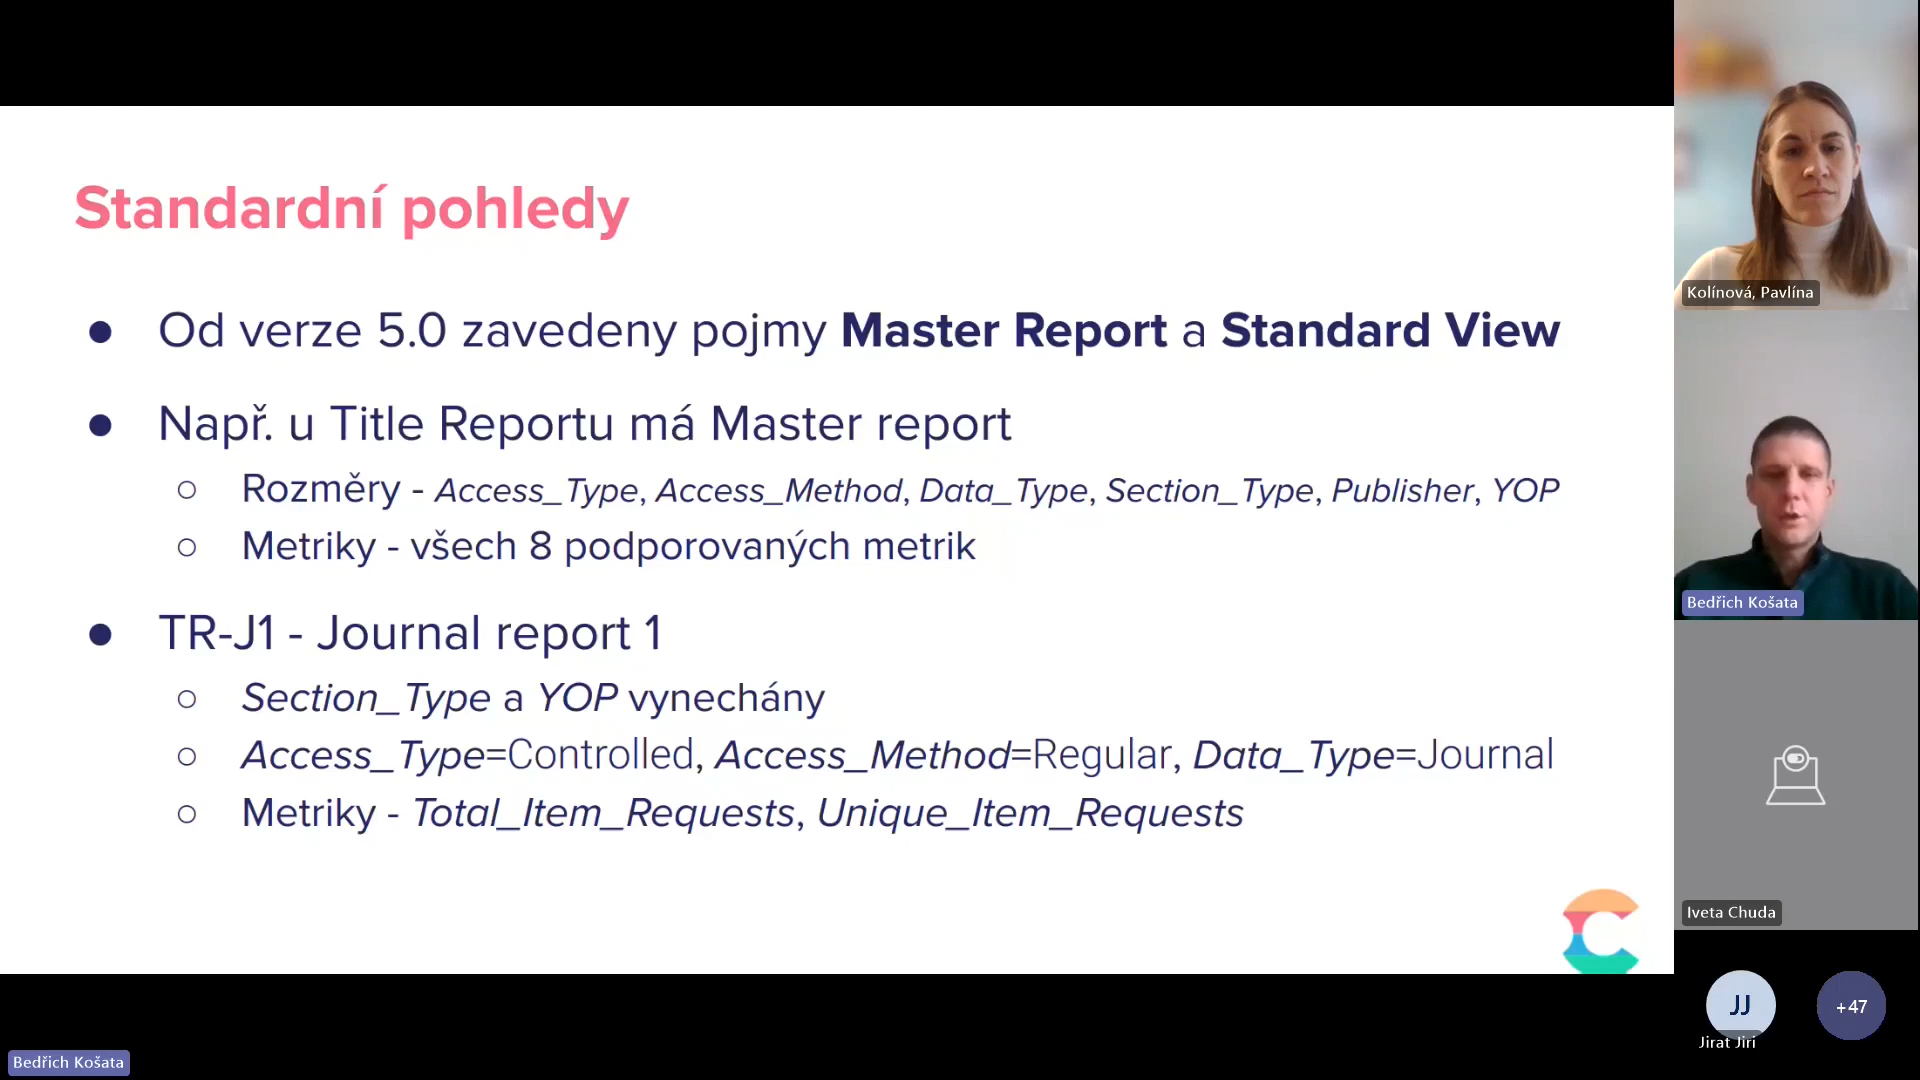 Standardní pohledy
● Od verze 5.0 zavedeny pojmy Master Report a Standard View
● Např. u Title Reportu má Master report
○ Rozměry - Access_Type, Access_Method, Data_Type, Section_Type, Publisher, YOP
○ Metriky - všech 8 podporovaných metrik
● TR-J1 - Journal report 1
○ Section_Type a YOP vynechány
○ Access_Type=Controlled, Access_Method=Regular, Data_Type=Journal
○ Metriky - Total_Item_Requests, Unique_Item_Requests
Kolínová, Pavlína
Bedřich Košata
Iveta Chuda
JJ
+47
Jirat Jiri
Bedřich Košata